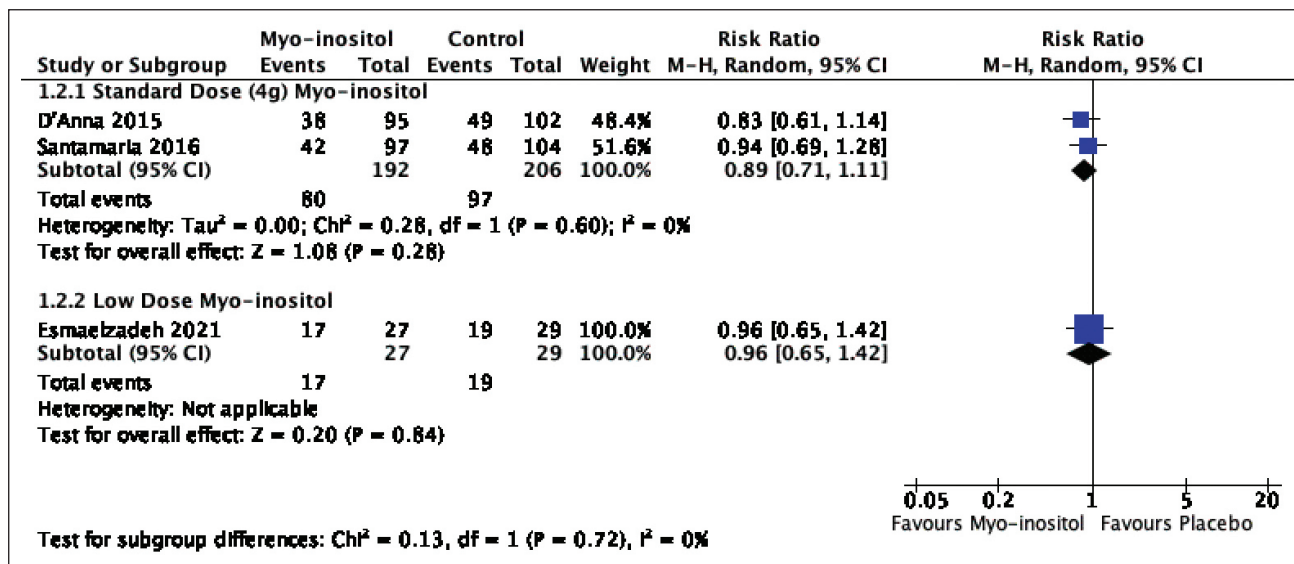 Myo-inositol Control Risk Ratio Risk Ratio
Study or Subgroup Events Total Events Total Weight M-H, Random, 95% CI M-H, Random, 95% CI
1.2.1 Standard Dose (4g) Myo-inositol
D'Anna 2015 38 95 49 102 48.4% 0.83 [0.61, 1.14]
Santamaria 2016 42 97 48 104 51.6% 0.94 [0.69, 1.28]
Subtotal (95% CI) 192 206 100.0% 0.89 [0.71, 1.11]
Total events 80 97
Heterogeneity: Tau² = 0.00; Chi² = 0.28, df = 1 (P = 0.60); I² = 0%
Test for overall effect: Z = 1.08 (P = 0.28)
1.2.2 Low Dose Myo-inositol
Esmaelzadeh 2021 17 27 19 29 100.0% 0.96 [0.65, 1.42]
Subtotal (95% CI) 27 29 100.0% 0.96 [0.65, 1.42]
Total events 17 19
Heterogeneity: Not applicable
Test for overall effect: Z = 0.20 (P = 0.84)
0.05 0.2 1 5 20
Favours Myo-inositol Favours Placebo
Test for subgroup differences: Chi² = 0.13, df = 1 (P = 0.72), I² = 0%